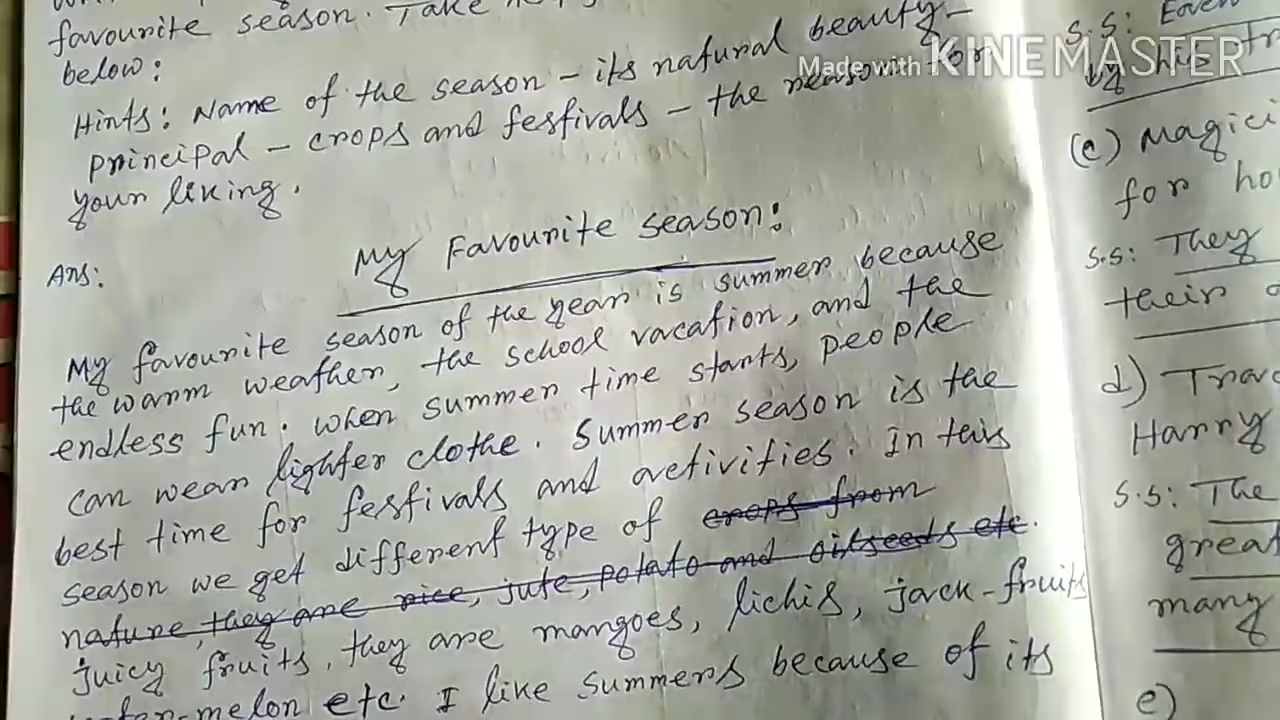 favourite season. Take
below:
Hints: Name of the season - its natural beauty -
principal - crops and festivals - the reason for
your liking.
Made with KINEMASTER
Ans:
My Favourite season:
My favourite season of the year is summer because
the warm weather, the school vacation, and the
endless fun. When summer time starts, people
can wear lighter clothe. Summer season is the
best time for festivals and activities. In this
season we get different type of crops from
nature, they are rice, jute, potato and oilseeds etc.
juicy fruits, they are mangoes, lichis, jack-fruits
melon etc. I like summers because of its
s.s:
by his
(c) Magici
for ho
s.s: They
their
d) Trav
Harry
s.s: The
great
many
e)